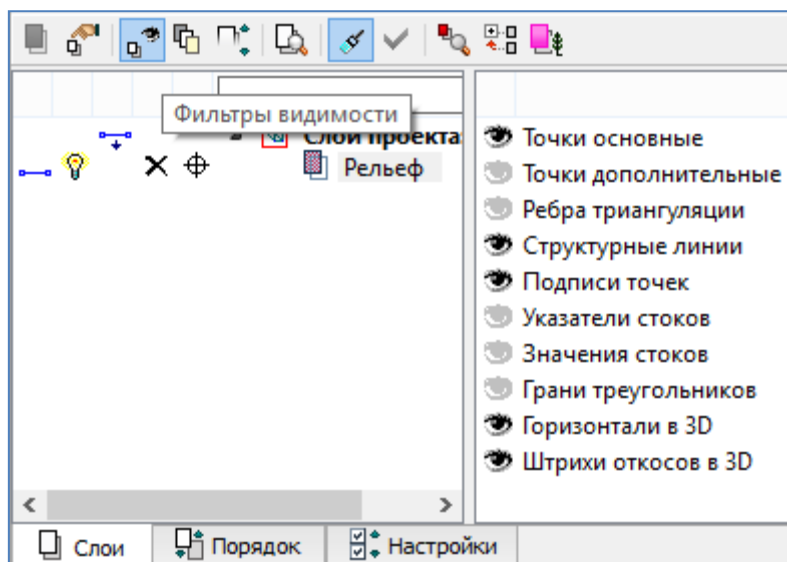 Фильтры видимости
Слои проекта
Рельеф
Точки основные
Точки дополнительные
Ребра триангуляции
Структурные линии
Подписи точек
Указатели стоков
Значения стоков
Грани треугольников
Горизонтали в 3D
Штрихи откосов в 3D
Слои
Порядок
Настройки